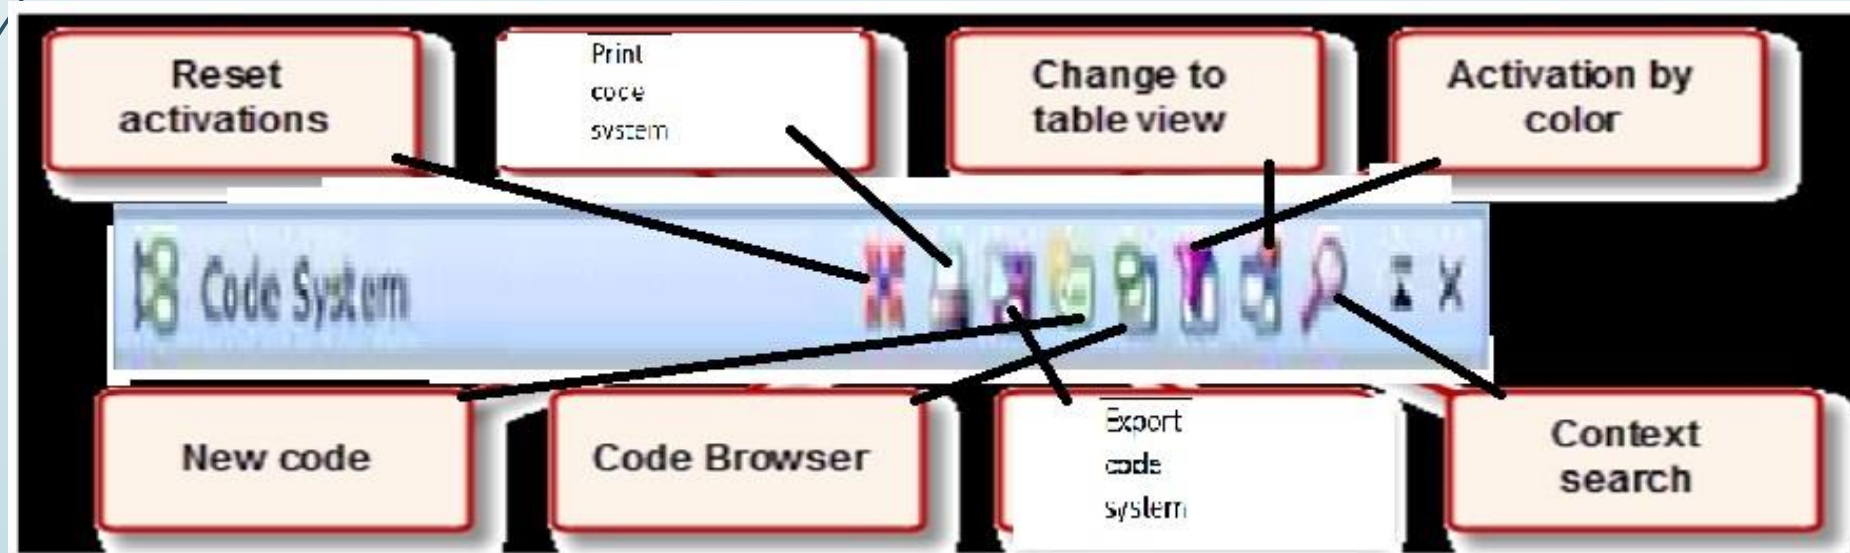 Reset
activations
Print
code
system
Change to
table view
Activation by
color
Code System
New code
Code Browser
Export
code
system
Context
search